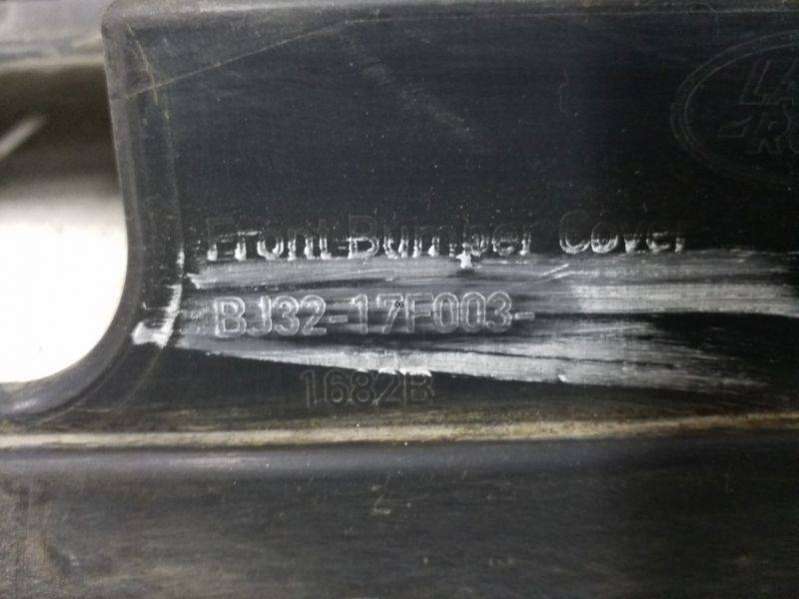 Front Bumper Cover
BJ32-17F003-
1682B